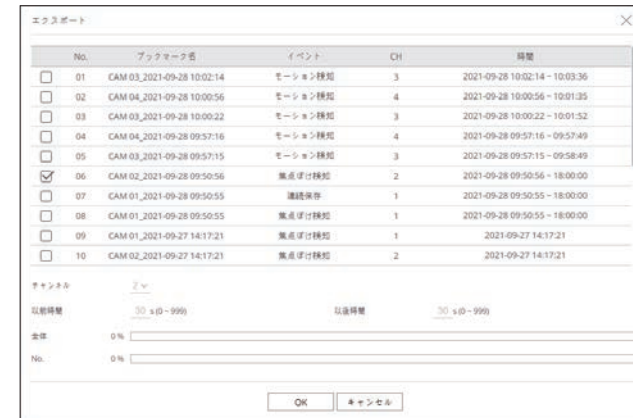 エクスポート
No. ブックマーク名 イベント CH 時間
01 CAM 03_2021-09-28 10:02:14 モーション検知 3 2021-09-28 10:02:14 ~ 10:03:36
02 CAM 04_2021-09-28 10:00:56 モーション検知 4 2021-09-28 10:00:56 ~ 10:01:35
03 CAM 03_2021-09-28 10:00:22 モーション検知 3 2021-09-28 10:00:22 ~ 10:01:52
04 CAM 04_2021-09-28 09:57:16 モーション検知 4 2021-09-28 09:57:16 ~ 09:57:49
05 CAM 03_2021-09-28 09:57:15 モーション検知 3 2021-09-28 09:57:15 ~ 09:58:49
06 CAM 02_2021-09-28 09:50:56 焦点ぼけ検知 2 2021-09-28 09:50:56 ~ 18:00:00
07 CAM 01_2021-09-28 09:50:55 連続保存 1 2021-09-28 09:50:55 ~ 18:00:00
08 CAM 01_2021-09-28 09:50:55 焦点ぼけ検知 1 2021-09-28 09:50:55 ~ 18:00:00
09 CAM 01_2021-09-27 14:17:21 焦点ぼけ検知 1 2021-09-27 14:17:21
10 CAM 02_2021-09-27 14:17:21 焦点ぼけ検知 2 2021-09-27 14:17:21
チャンネル 2
以前時間 30 s (0 ~ 999) 以後時間 30 s (0 ~ 999)
全体 0 %
No. 0 %
OK キャンセル